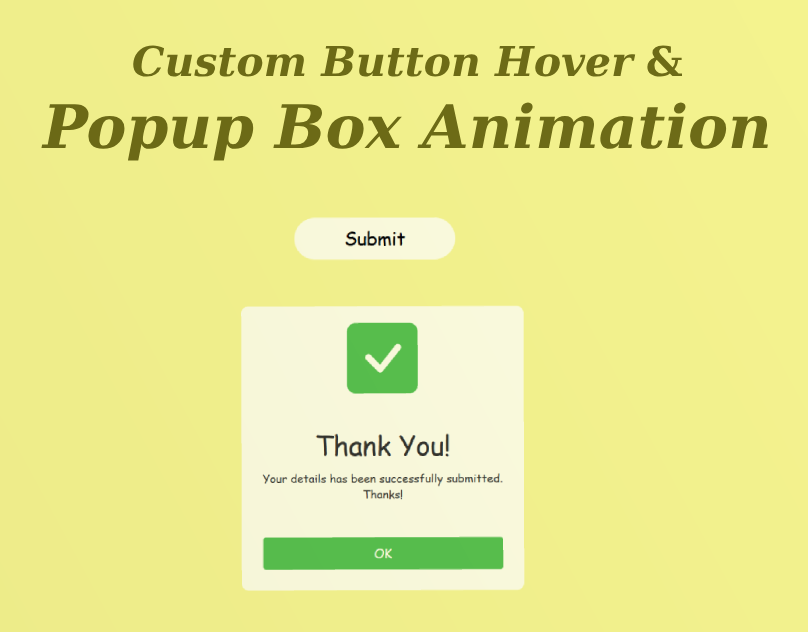 Custom Button Hover &
Popup Box Animation
Submit
Thank You!
Your details has been successfully submitted.
Thanks!
OK